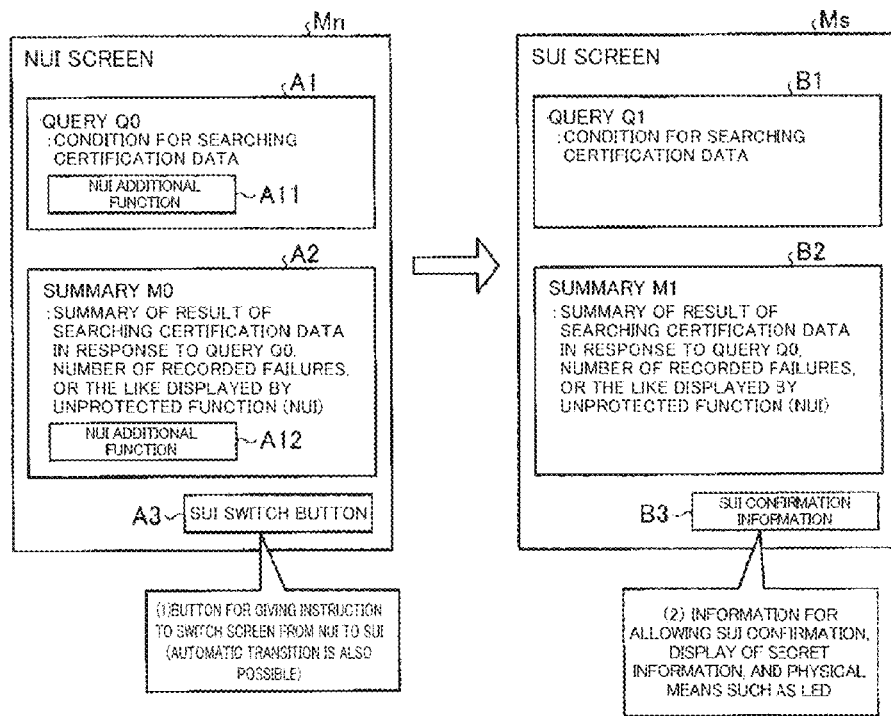 Mn
NUI SCREEN
A1
QUERY Q0
:CONDITION FOR SEARCHING
CERTIFICATION DATA
NUI ADDITIONAL
FUNCTION
A11
A2
SUMMARY M0
:SUMMARY OF RESULT OF
SEARCHING CERTIFICATION DATA
IN RESPONSE TO QUERY Q0,
NUMBER OF RECORDED FAILURES,
OR THE LIKE DISPLAYED BY
UNPROTECTED FUNCTION (NUI)
NUI ADDITIONAL
FUNCTION
A12
A3
SUI SWITCH BUTTON
(1)BUTTON FOR GIVING INSTRUCTION
TO SWITCH SCREEN FROM NUI TO SUI
(AUTOMATIC TRANSITION IS ALSO
POSSIBLE)
Ms
SUI SCREEN
B1
QUERY Q1
:CONDITION FOR SEARCHING
CERTIFICATION DATA
B2
SUMMARY M1
:SUMMARY OF RESULT OF
SEARCHING CERTIFICATION DATA
IN RESPONSE TO QUERY Q0,
NUMBER OF RECORDED FAILURES,
OR THE LIKE DISPLAYED BY
UNPROTECTED FUNCTION (NUI)
B3
SUI CONFIRMATION
INFORMATION
(2) INFORMATION FOR
ALLOWING SUI CONFIRMATION,
DISPLAY OF SECRET
INFORMATION, AND PHYSICAL
MEANS SUCH AS LED